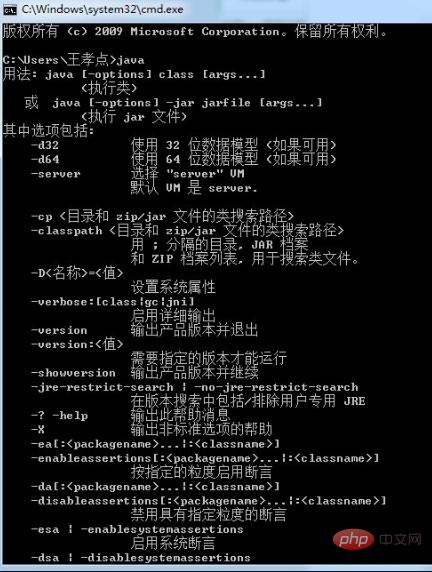 C:\Windows\system32\cmd.exe
版权所有 (c) 2009 Microsoft Corporation。保留所有权利。
C:\Users\王孝点>java
用法: java [-options] class [args...]
(执行类)
或 java [-options] -jar jarfile [args...]
(执行 jar 文件)
其中选项包括:
-d32 使用 32 位数据模型 (如果可用)
-d64 使用 64 位数据模型 (如果可用)
-server 选择 "server" VM
默认 VM 是 server.
-cp <目录和 zip/jar 文件的类搜索路径>
-classpath <目录和 zip/jar 文件的类搜索路径>
用 ; 分隔的目录, JAR 档案
和 ZIP 档案列表, 用于搜索类文件。
-D<名称>=<值>
设置系统属性
-verbose:[class|gc|jni]
启用详细输出
-version 输出产品版本并退出
-version:<值>
需要指定的版本才能运行
-showversion 输出产品版本并继续
-jre-restrict-search | -no-jre-restrict-search
在版本搜索中包括/排除用户专用 JRE
-? -help 输出此帮助消息
-X 输出非标准选项的帮助
-ea[:<packagename>...|:<classname>]
-enableassertions[:<packagename>...|:<classname>]
按指定的粒度启用断言
-da[:<packagename>...|:<classname>]
-disableassertions[:<packagename>...|:<classname>]
禁用具有指定粒度的断言
-esa | -enablesystemassertions
启用系统断言
-dsa | -disablesystemassertions
php 中文网